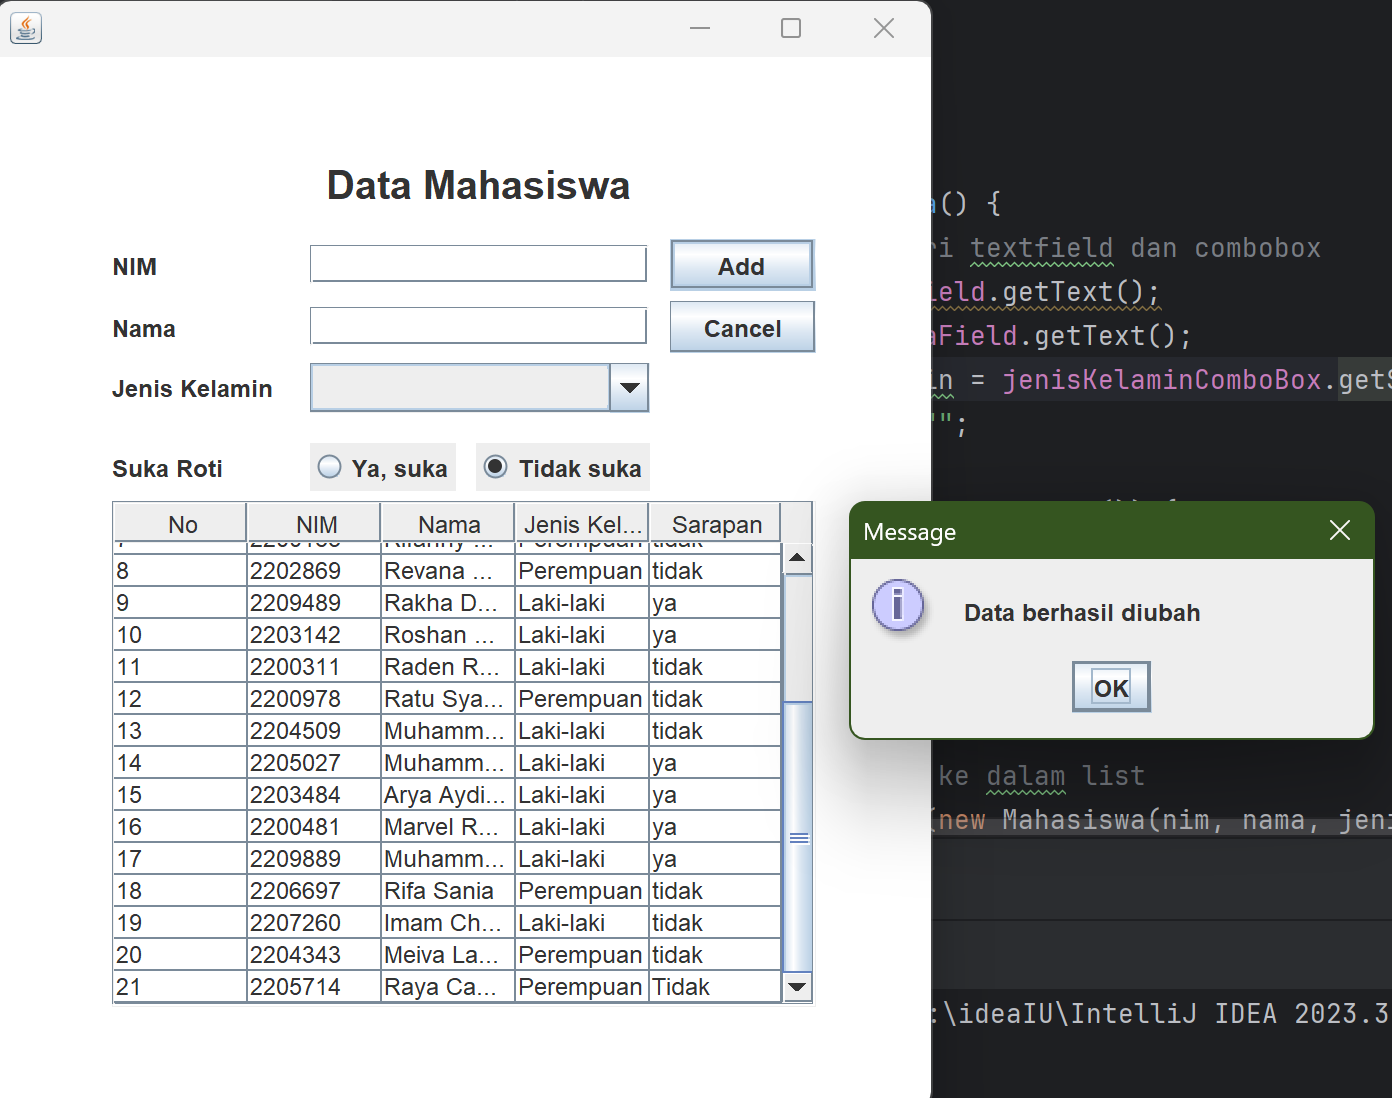 Data Mahasiswa
NIM
Add
Nama
Cancel
Jenis Kelamin
Suka Roti
Ya, suka
Tidak suka
No NIM Nama Jenis Kel... Sarapan
8 2202869 Revana ... Perempuan tidak
9 2209489 Rakha D... Laki-laki ya
10 2203142 Roshan ... Laki-laki ya
11 2200311 Raden R... Laki-laki tidak
12 2200978 Ratu Sya... Perempuan tidak
13 2204509 Muhamm... Laki-laki tidak
14 2205027 Muhamm... Laki-laki ya
15 2203484 Arya Aydi... Laki-laki ya
16 2200481 Marvel R... Laki-laki ya
17 2209889 Muhamm... Laki-laki ya
18 2206697 Rifa Sania Perempuan tidak
19 2207260 Imam Ch... Laki-laki tidak
20 2204343 Meiva La... Perempuan tidak
21 2205714 Raya Ca... Perempuan Tidak
a() {
ri textfield dan combobox
ield.getText();
aField.getText();
in = jenisKelaminComboBox.getS
"";
Message
Data berhasil diubah
OK
ke dalam list
(new Mahasiswa(nim, nama, jeni
:\ideaIU\IntelliJ IDEA 2023.3